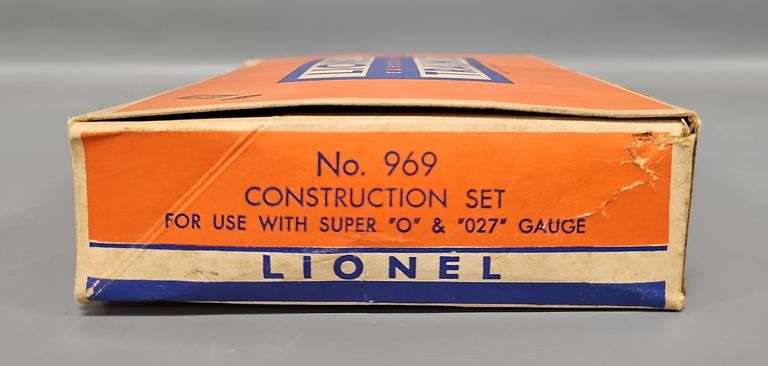 No. 969
CONSTRUCTION SET
FOR USE WITH SUPER "O" & "027" GAUGE
LIONEL